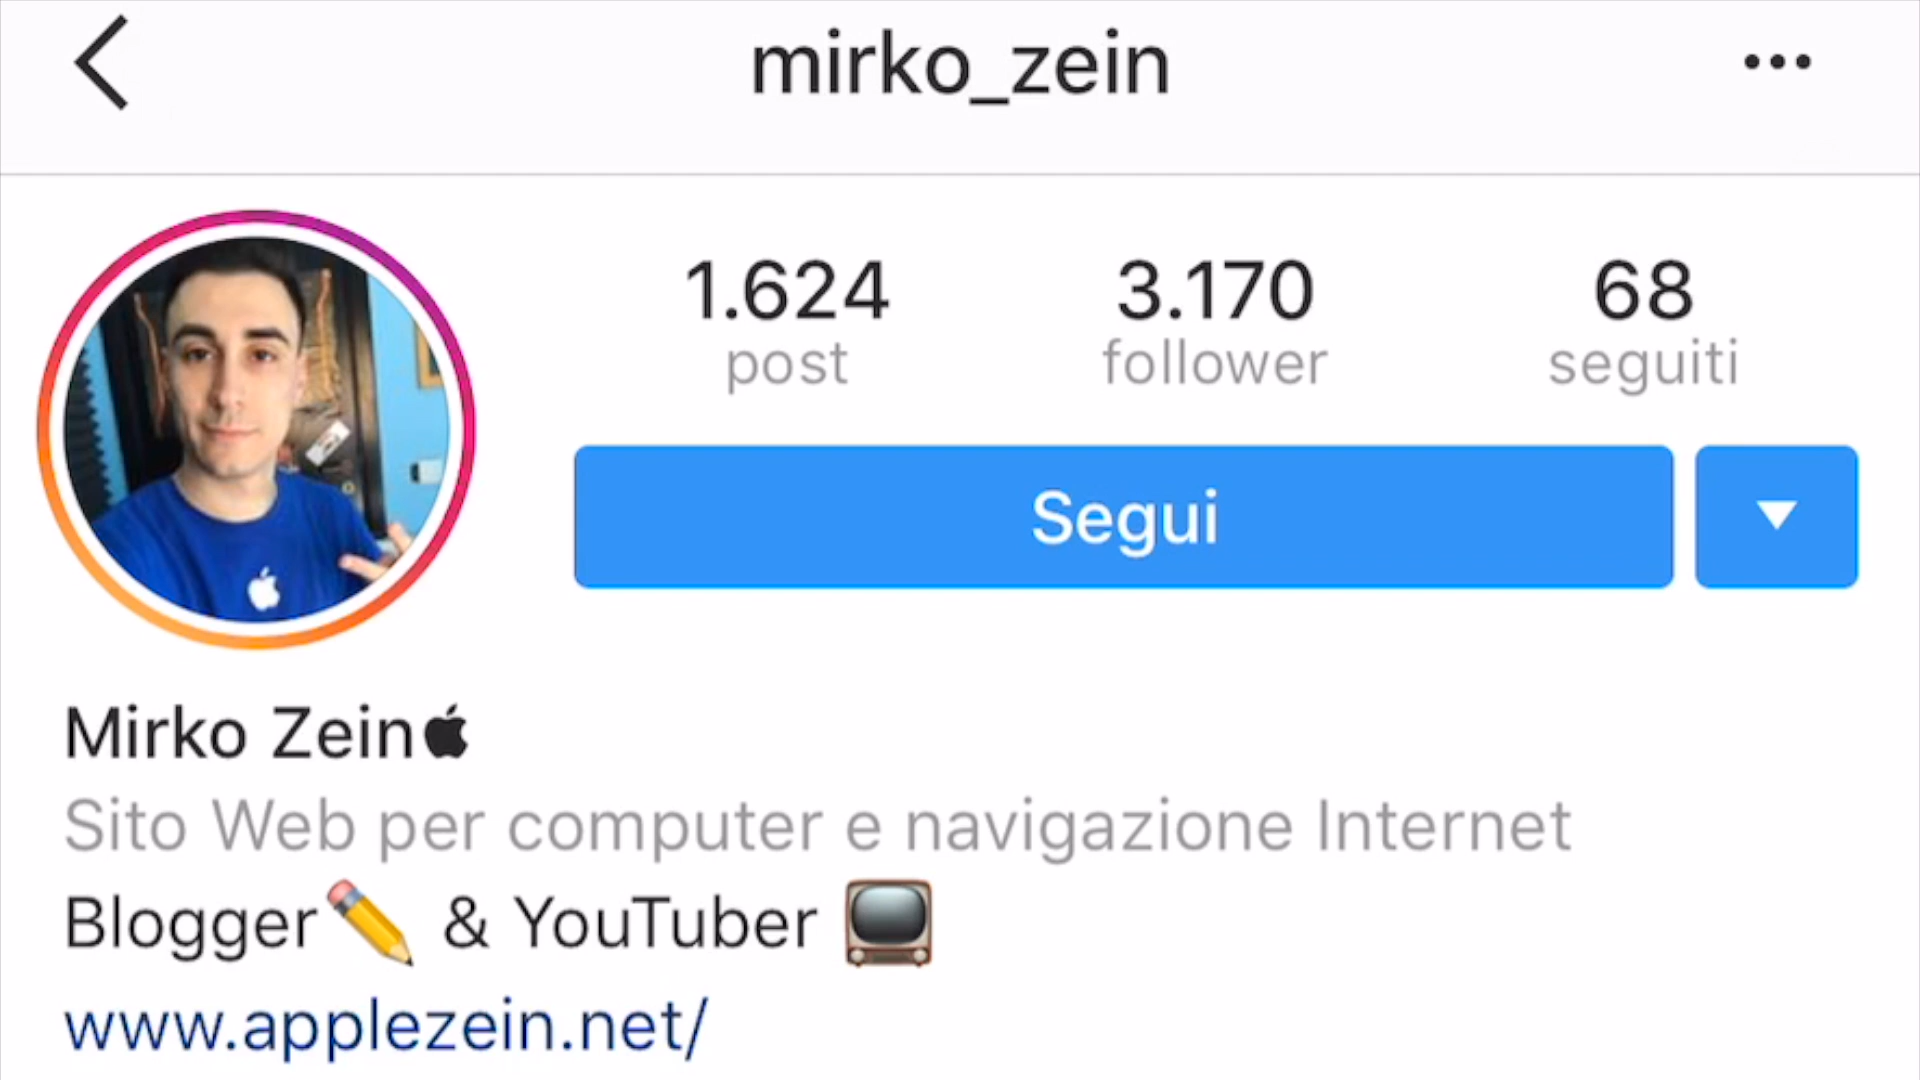 mirko_zein
1.624 3.170 68
post follower seguiti
Segui
Mirko Zein
Sito Web per computer e navigazione Internet
Blogger✏️ & YouTuber 📺
www.applezein.net/